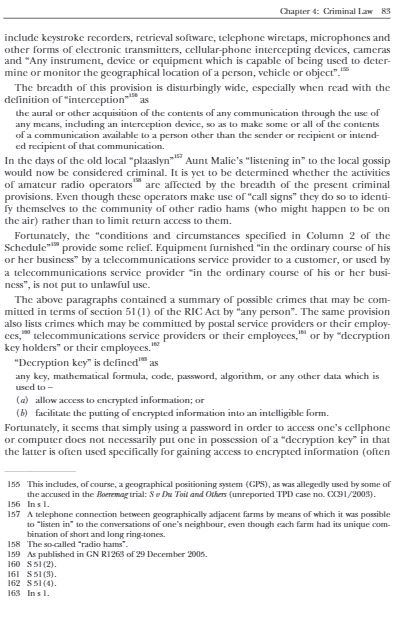 Chapter 4: Criminal Law 83
include keystroke recorders, retrieval software, telephone wiretaps, microphones and
other forms of electronic transmitters, cellular-phone intercepting devices, cameras
and “Any instrument, device or equipment which is capable of being used to deter-
mine or monitor the geographical location of a person, vehicle or object”.155
The breadth of this provision is disturbingly wide, especially when read with the
definition of “interception”156 as
the aural or other acquisition of the contents of any communication through the use of
any means, including an interception device, so as to make some or all of the contents
of a communication available to a person other than the sender or recipient or intend-
ed recipient of that communication.
In the days of the old local “plaaslyn”157 Aunt Malie’s “listening in” to the local gossip
would now be considered criminal. It is yet to be determined whether the activities
of amateur radio operators158 are affected by the breadth of the present criminal
provisions. Even though these operators make use of “call signs” they do so to identi-
fy themselves to the community of other radio hams (who might happen to be on
the air) rather than to limit return access to them.
Fortunately, the “conditions and circumstances specified in Column 2 of the
Schedule”159 provide some relief. Equipment furnished “in the ordinary course of his
or her business” by a telecommunications service provider to a customer, or used by
a telecommunications service provider “in the ordinary course of his or her busi-
ness”, is not put to unlawful use.
The above paragraphs contained a summary of possible crimes that may be com-
mitted in terms of section 51(1) of the RIC Act by “any person”. The same provision
also lists crimes which may be committed by postal service providers or their employ-
ees,160 telecommunications service providers or their employees,161 or by “decryption
key holders” or their employees.162
“Decryption key” is defined163 as
any key, mathematical formula, code, password, algorithm, or any other data which is
used to –
(a) allow access to encrypted information; or
(b) facilitate the putting of encrypted information into an intelligible form.
Fortunately, it seems that simply using a password in order to access one’s cellphone
or computer does not necessarily put one in possession of a “decryption key” in that
the latter is often used specifically for gaining access to encrypted information (often
155 This includes, of course, a geographical positioning system (GPS), as was allegedly used by some of
the accused in the Boeremag trial: S v Du Toit and Others (unreported TPD case no. CC91/2003).
156 In s 1.
157 A telephone connection between geographically adjacent farms by means of which it was possible
to “listen in” to the conversations of one’s neighbour, even though each farm had its unique com-
bination of short and long ring-tones.
158 The so-called “radio hams”.
159 As published in GN R1263 of 29 December 2005.
160 S 51(2).
161 S 51(3).
162 S 51(4).
163 In s 1.